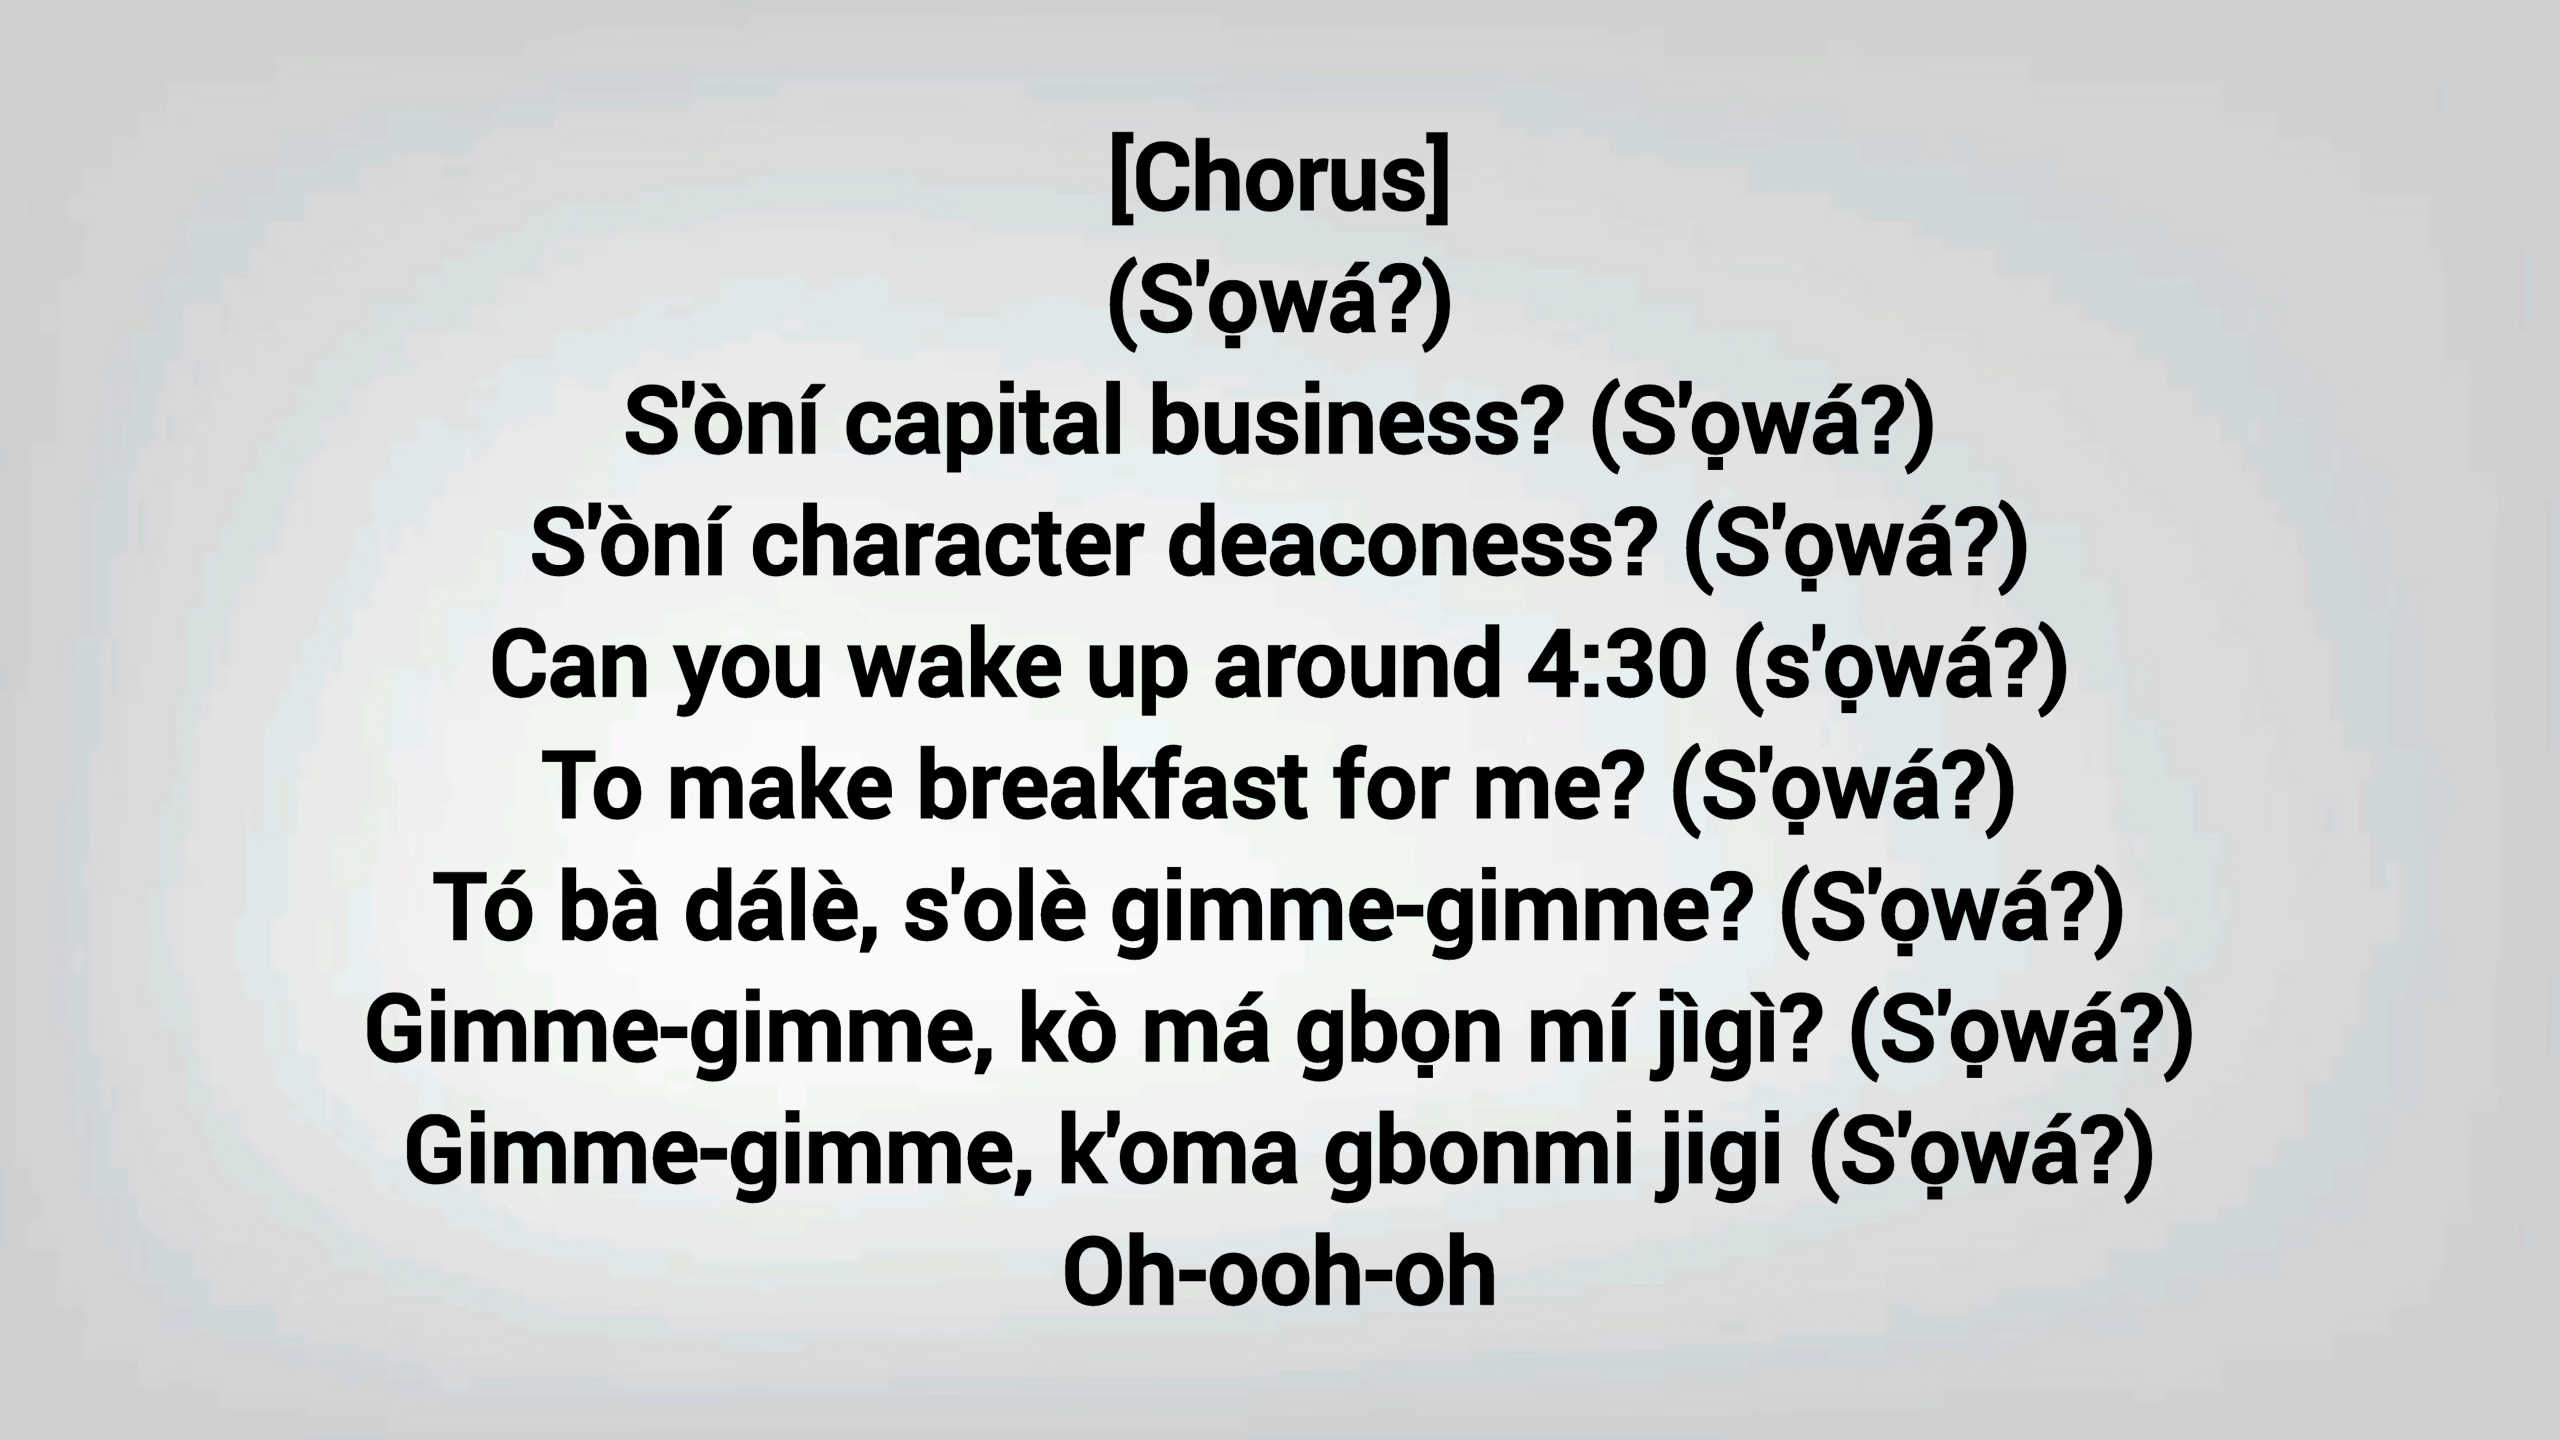 [Chorus]
(S'ọwá?)
S'òní capital business? (S'ọwá?)
S'òní character deaconess? (S'ọwá?)
Can you wake up around 4:30 (s'ọwá?)
To make breakfast for me? (S'ọwá?)
Tó bà dálè, s'olè gimme-gimme? (S'ọwá?)
Gimme-gimme, kò má gbọn mí jìgì? (S'ọwá?)
Gimme-gimme, k'oma gbonmi jigi (S'ọwá?)
Oh-ooh-oh